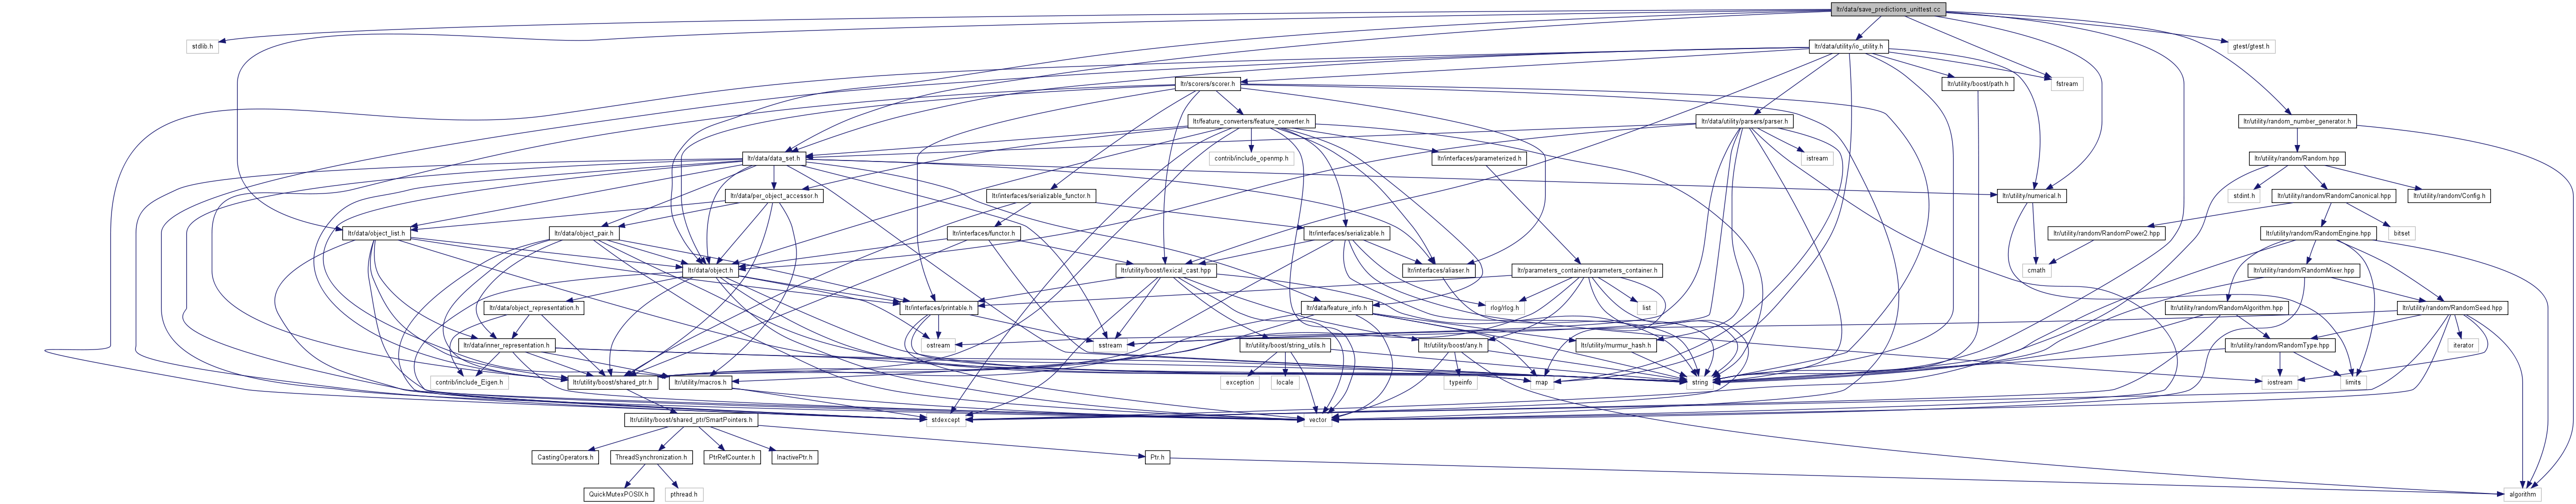 ltr/data/save_predictions_unittest.cc
stdlib.h
ltr/data/utility/io_utility.h
gtest/gtest.h
ltr/scorers/scorer.h
ltr/utility/boost/path.h
fstream
ltr/feature_converters/feature_converter.h
ltr/data/utility/parsers/parser.h
ltr/utility/random_number_generator.h
ltr/data/data_set.h
contrib/include_openmp.h
ltr/interfaces/parameterized.h
istream
ltr/utility/random/Random.hpp
ltr/data/per_object_accessor.h
ltr/interfaces/serializable_functor.h
ltr/utility/numerical.h
stdint.h
ltr/utility/random/RandomCanonical.hpp
ltr/utility/random/Config.h
ltr/data/object_list.h
ltr/data/object_pair.h
ltr/interfaces/functor.h
ltr/interfaces/serializable.h
ltr/utility/random/RandomPower2.hpp
ltr/utility/random/RandomEngine.hpp
bitset
ltr/data/object.h
ltr/utility/boost/lexical_cast.hpp
ltr/interfaces/aliaser.h
ltr/parameters_container/parameters_container.h
cmath
ltr/utility/random/RandomMixer.hpp
ltr/data/object_representation.h
ltr/interfaces/printable.h
ltr/data/feature_info.h
rlog/rlog.h
list
ltr/utility/random/RandomAlgorithm.hpp
ltr/utility/random/RandomSeed.hpp
ltr/data/inner_representation.h
ostream
sstream
ltr/utility/boost/string_utils.h
ltr/utility/boost/any.h
ltr/utility/murmur_hash.h
ltr/utility/random/RandomType.hpp
iterator
contrib/include_Eigen.h
ltr/utility/boost/shared_ptr.h
ltr/utility/macros.h
exception
locale
typeinfo
map
string
iostream
limits
ltr/utility/boost/shared_ptr/SmartPointers.h
stdexcept
vector
CastingOperators.h
ThreadSynchronization.h
PtrRefCounter.h
InactivePtr.h
Ptr.h
QuickMutexPOSIX.h
pthread.h
algorithm